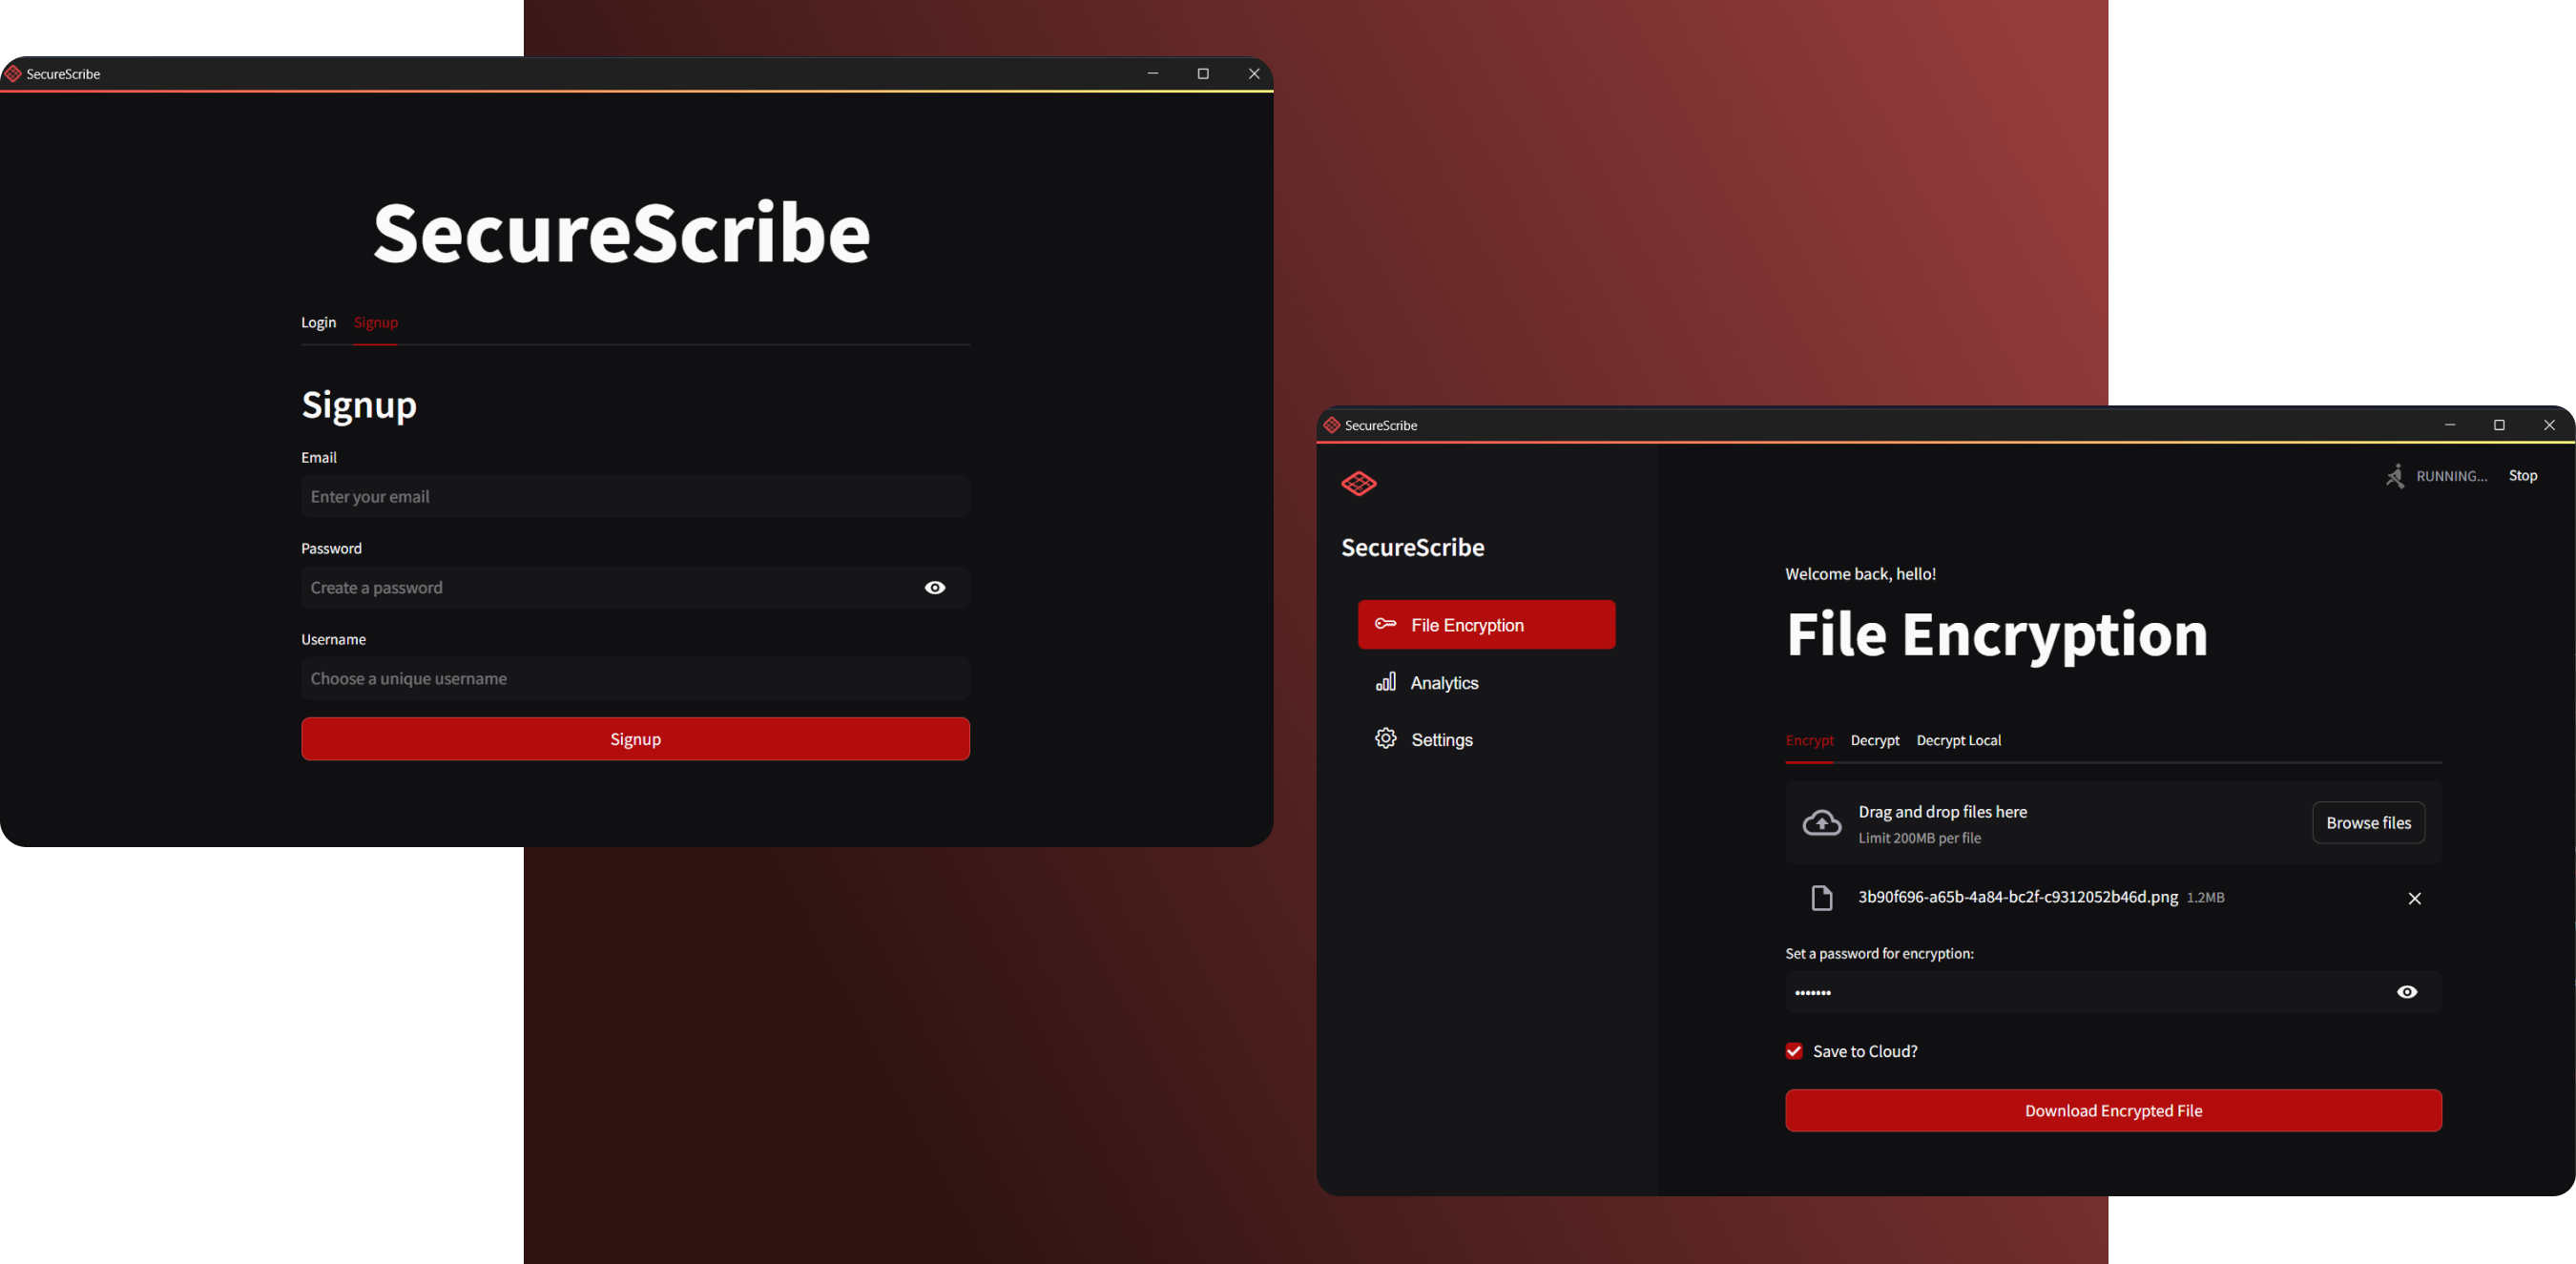 SecureScribe
SecureScribe
Login Signup
Signup
Email
Enter your email
Password
Create a password
Username
Choose a unique username
Signup
SecureScribe
RUNNING... Stop
SecureScribe
File Encryption
Analytics
Settings
Welcome back, hello!
File Encryption
Encrypt Decrypt Decrypt Local
Drag and drop files here
Limit 200MB per file
Browse files
3b90f696-a65b-4a84-bc2f-c9312052b46d.png 1.2MB
Set a password for encryption:
•••••••
Save to Cloud?
Download Encrypted File